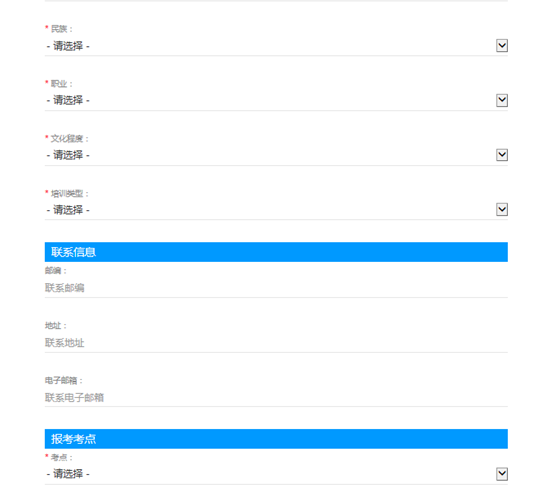 * 民族：
- 请选择 -
* 职业：
- 请选择 -
* 文化程度：
- 请选择 -
* 培训类型：
- 请选择 -
联系信息
邮编：
联系邮编
地址：
联系地址
电子邮箱：
联系电子邮箱
报考考点
* 考点：
- 请选择 -